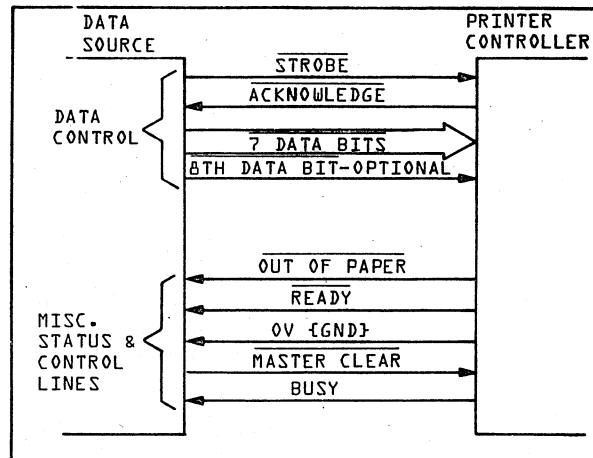 DATA
SOURCE
PRINTER
CONTROLLER
STROBE
ACKNOWLEDGE
DATA
CONTROL
7 DATA BITS
8TH DATA BIT-OPTIONAL
OUT OF PAPER
READY
MISC.
STATUS &
CONTROL
LINES
0V {GND}
MASTER CLEAR
BUSY